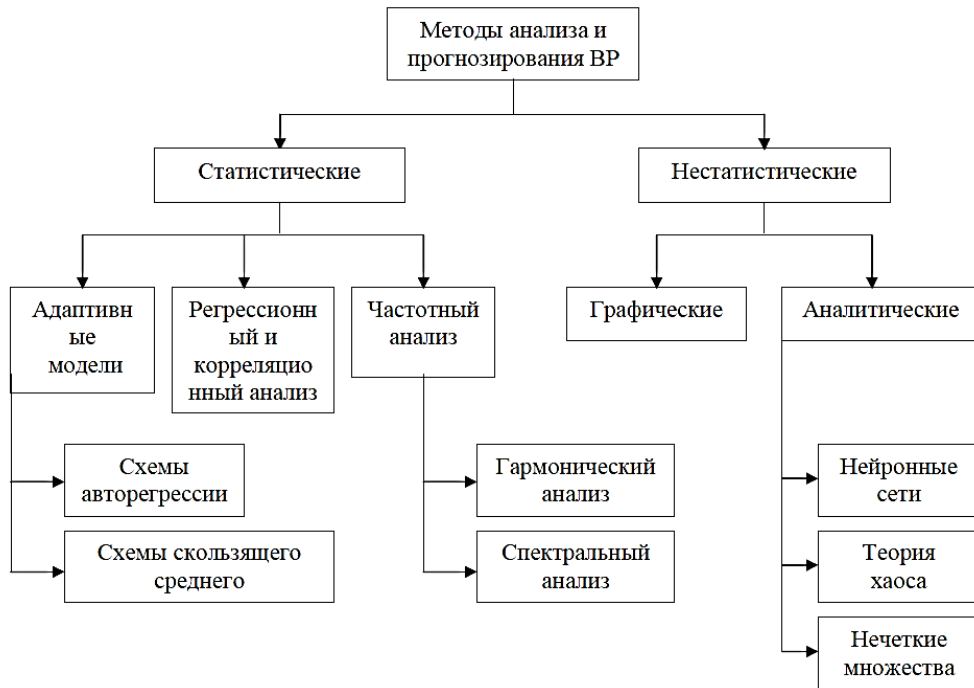 Методы анализа и
прогнозирования ВР
Статистические
Нестатистические
Адаптивн
ые
модели
Регрессионн
ый и
корреляцио
нный анализ
Частотный
анализ
Графические
Аналитические
Схемы
авторегрессии
Схемы скользящего
среднего
Гармонический
анализ
Спектральный
анализ
Нейронные
сети
Теория
хаоса
Нечеткие
множества